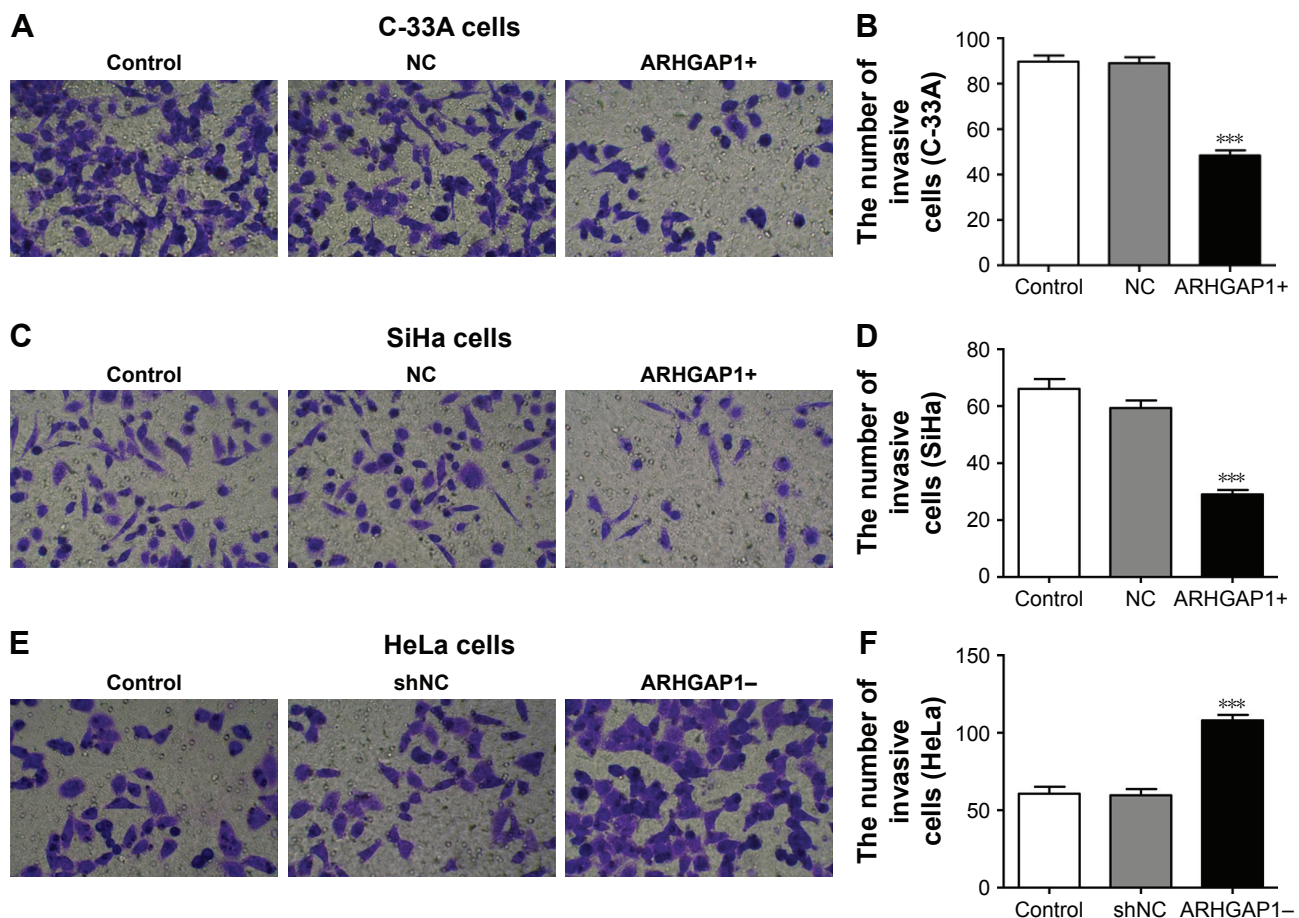 A
C-33A cells
Control
NC
ARHGAP1+
B
The number of
invasive
cells (C-33A)
100
80
60
40
20
0
***
Control
NC
ARHGAP1+
C
SiHa cells
Control
NC
ARHGAP1+
D
The number of
invasive
cells (SiHa)
80
60
40
20
0
***
Control
NC
ARHGAP1+
E
HeLa cells
Control
shNC
ARHGAP1–
F
The number of
invasive
cells (HeLa)
150
100
50
0
***
Control
shNC
ARHGAP1–